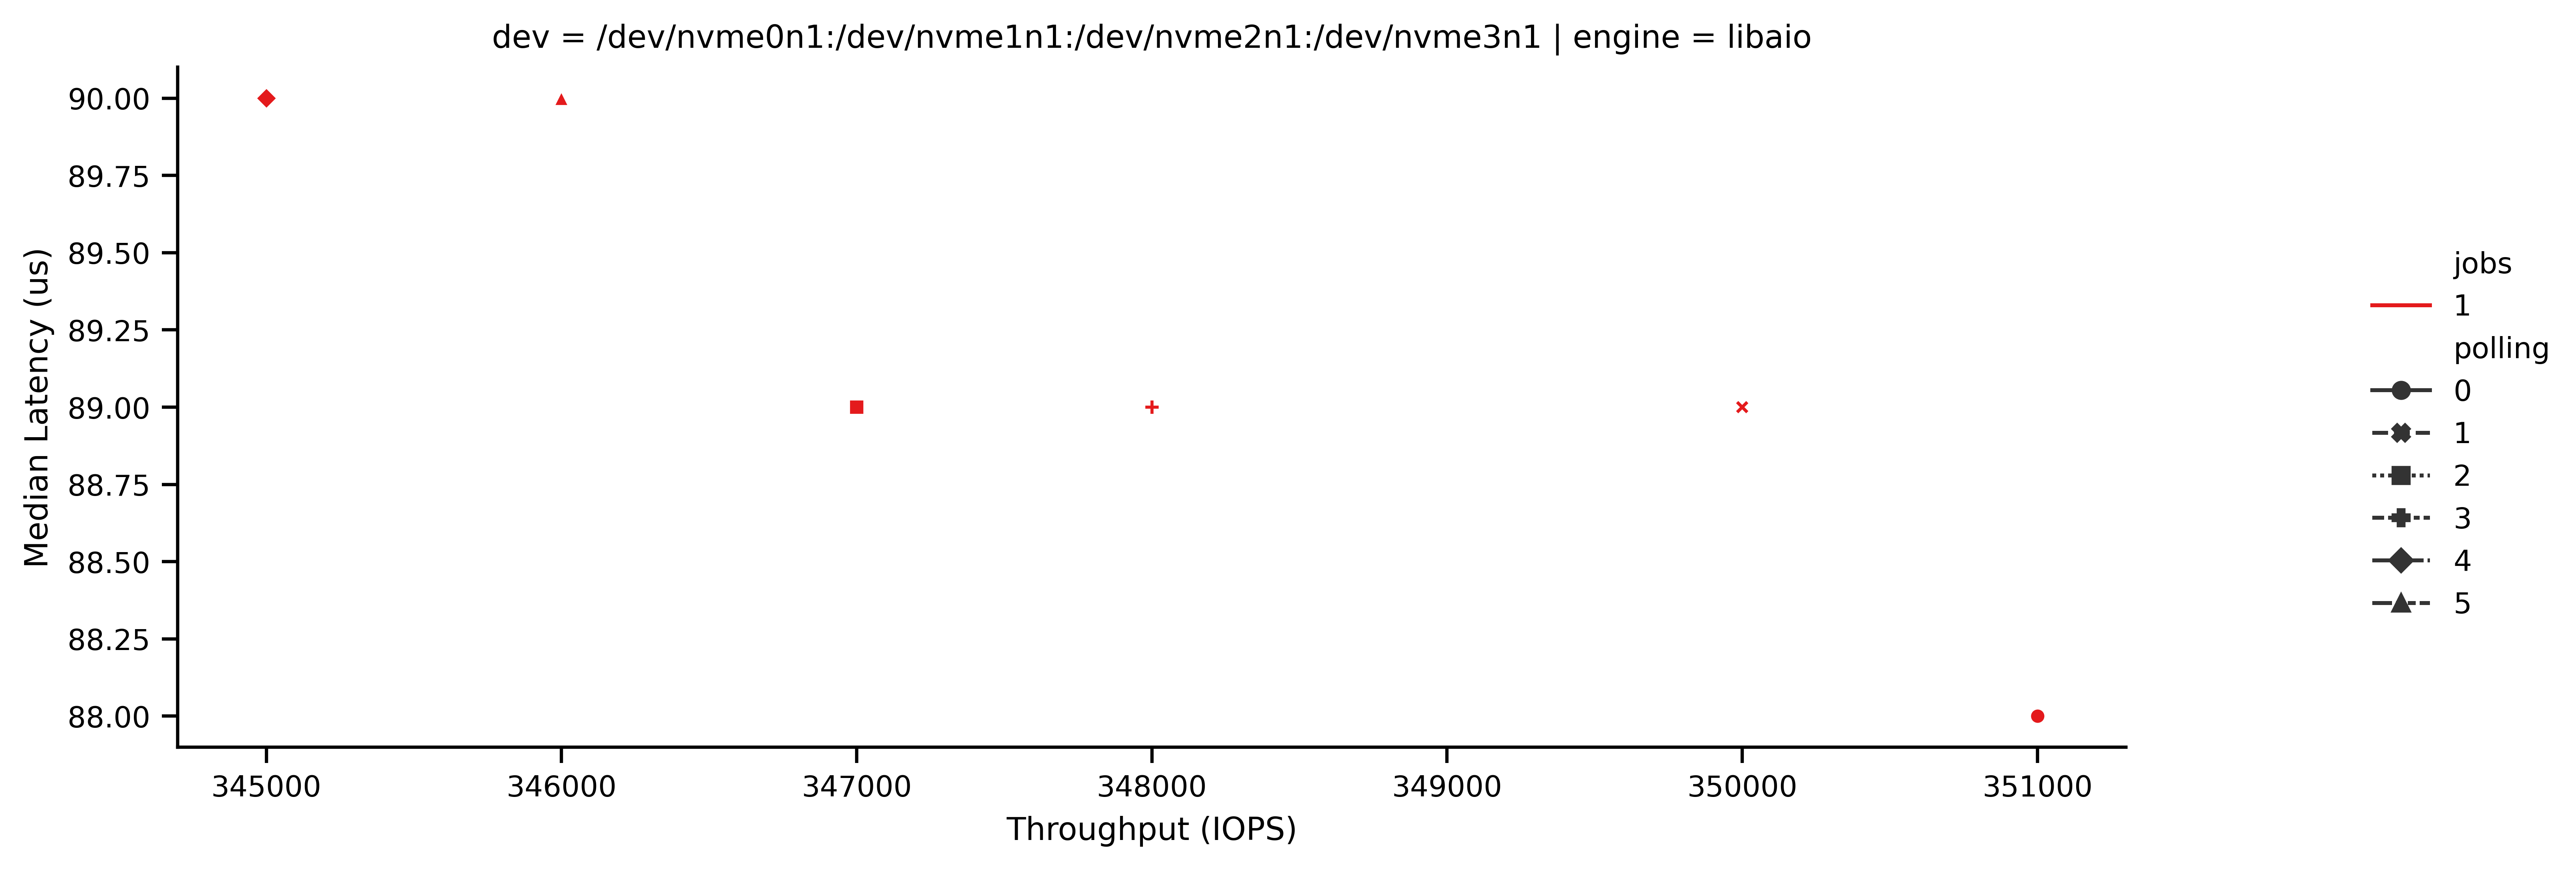 dev = /dev/nvme0n1:/dev/nvme1n1:/dev/nvme2n1:/dev/nvme3n1 | engine = libaio
Median Latency (us)
90.00
89.75
89.50
89.25
89.00
88.75
88.50
88.25
88.00
345000 346000 347000 348000 349000 350000 351000
Throughput (IOPS)
jobs
1
polling
0
1
2
3
4
5